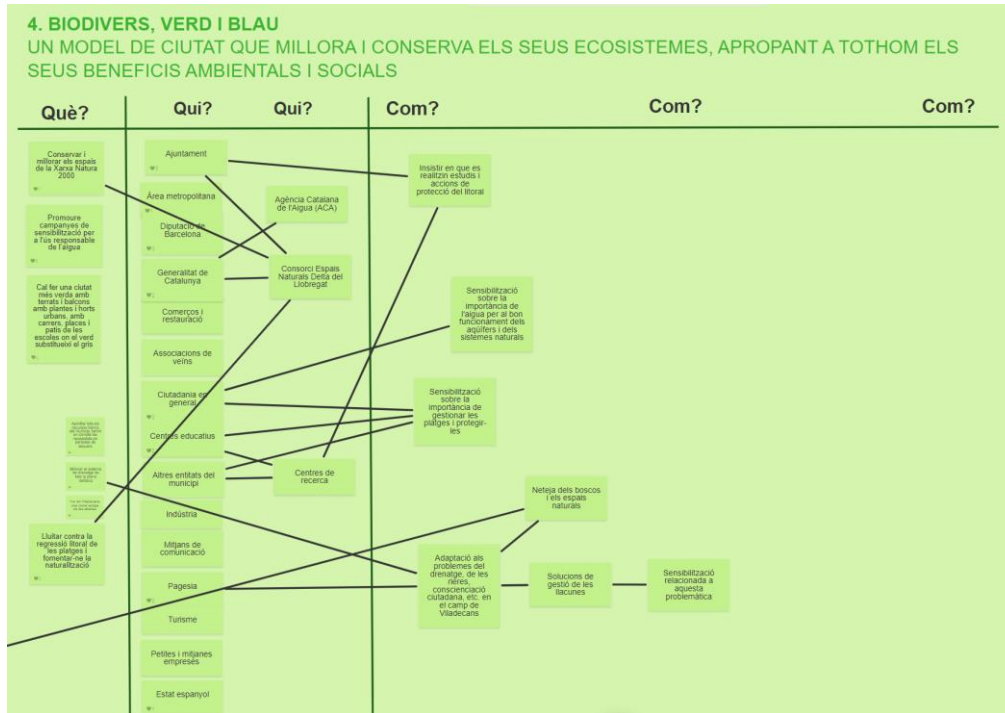 4. BIODIVERS, VERD I BLAU
UN MODEL DE CIUTAT QUE MILLORA I CONSERVA ELS SEUS ECOSISTEMES, APROPANT A TOTHOM ELS
SEUS BENEFICIS AMBIENTALS I SOCIALS
Què?
Qui?
Qui?
Com?
Com?
Com?
Conservar i
millorar els espais
de la Xarxa Natura
2000
Promoure
campanyes de
sensibilització per
a l'ús responsable
de l'aigua
Cal fer una ciutat
més verda amb
terrats i balcons
amb plantes i horts
urbans, amb
carrers, places i
patis de les
escoles on el verd
substitueixi el gris
Lluitar contra la
regressió litoral de
les platges i
fomentar-ne la
naturalització
Ajuntament
Àrea metropolitana
Diputació de
Barcelona
Generalitat de
Catalunya
Comerços i
restauració
Associacions de
veïns
Ciutadania en
general
Centres educatius
Altres entitats del
municipi
Indústria
Mitjans de
comunicació
Pagesia
Turisme
Petites i mitjanes
empreses
Estat espanyol
Agència Catalana
de l'Aigua (ACA)
Consorci Espais
Naturals Delta del
Llobregat
Centres de
recerca
Insistir en que es
realitzin estudis i
accions de
protecció del litoral
Sensibilització
sobre la
importància de
l'aigua per al bon
funcionament dels
aqüífers i dels
sistemes naturals
Sensibilització
sobre la
importància de
gestionar les
platges i protegir-
les
Adaptació als
problemes del
drenatge, de les
rieres,
conscienciació
ciutadana, etc. en
el camp de
Viladecans
Neteja dels boscos
i els espais
naturals
Solucions de
gestió de les
llacunes
Sensibilització
relacionada a
aquesta
problemàtica